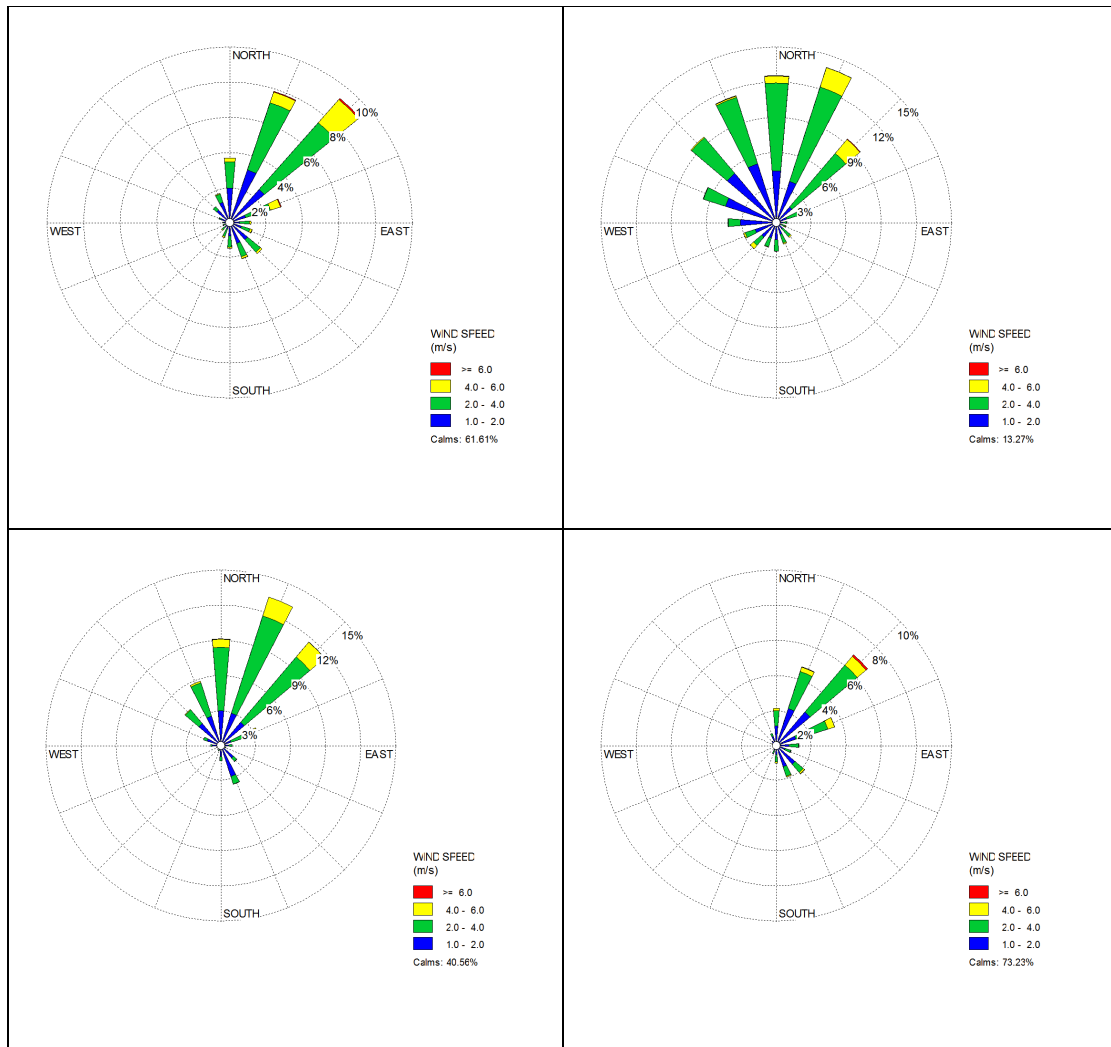 NORTH
10%
8%
6%
4%
2%
WEST
EAST
WIND SPEED
(m/s)
>= 6.0
4.0 - 6.0
2.0 - 4.0
1.0 - 2.0
SOUTH
Calms: 61.61%
NORTH
15%
12%
9%
6%
3%
WEST
EAST
WIND SPEED
(m/s)
>= 6.0
4.0 - 6.0
2.0 - 4.0
1.0 - 2.0
SOUTH
Calms: 13.27%
NORTH
15%
12%
9%
6%
3%
WEST
EAST
WIND SPEED
(m/s)
>= 6.0
4.0 - 6.0
SOUTH
2.0 - 4.0
1.0 - 2.0
Calms: 40.56%
NORTH
10%
8%
6%
4%
2%
WEST
EAST
WIND SPEED
(m/s)
>= 6.0
4.0 - 6.0
SOUTH
2.0 - 4.0
1.0 - 2.0
Calms: 73.23%